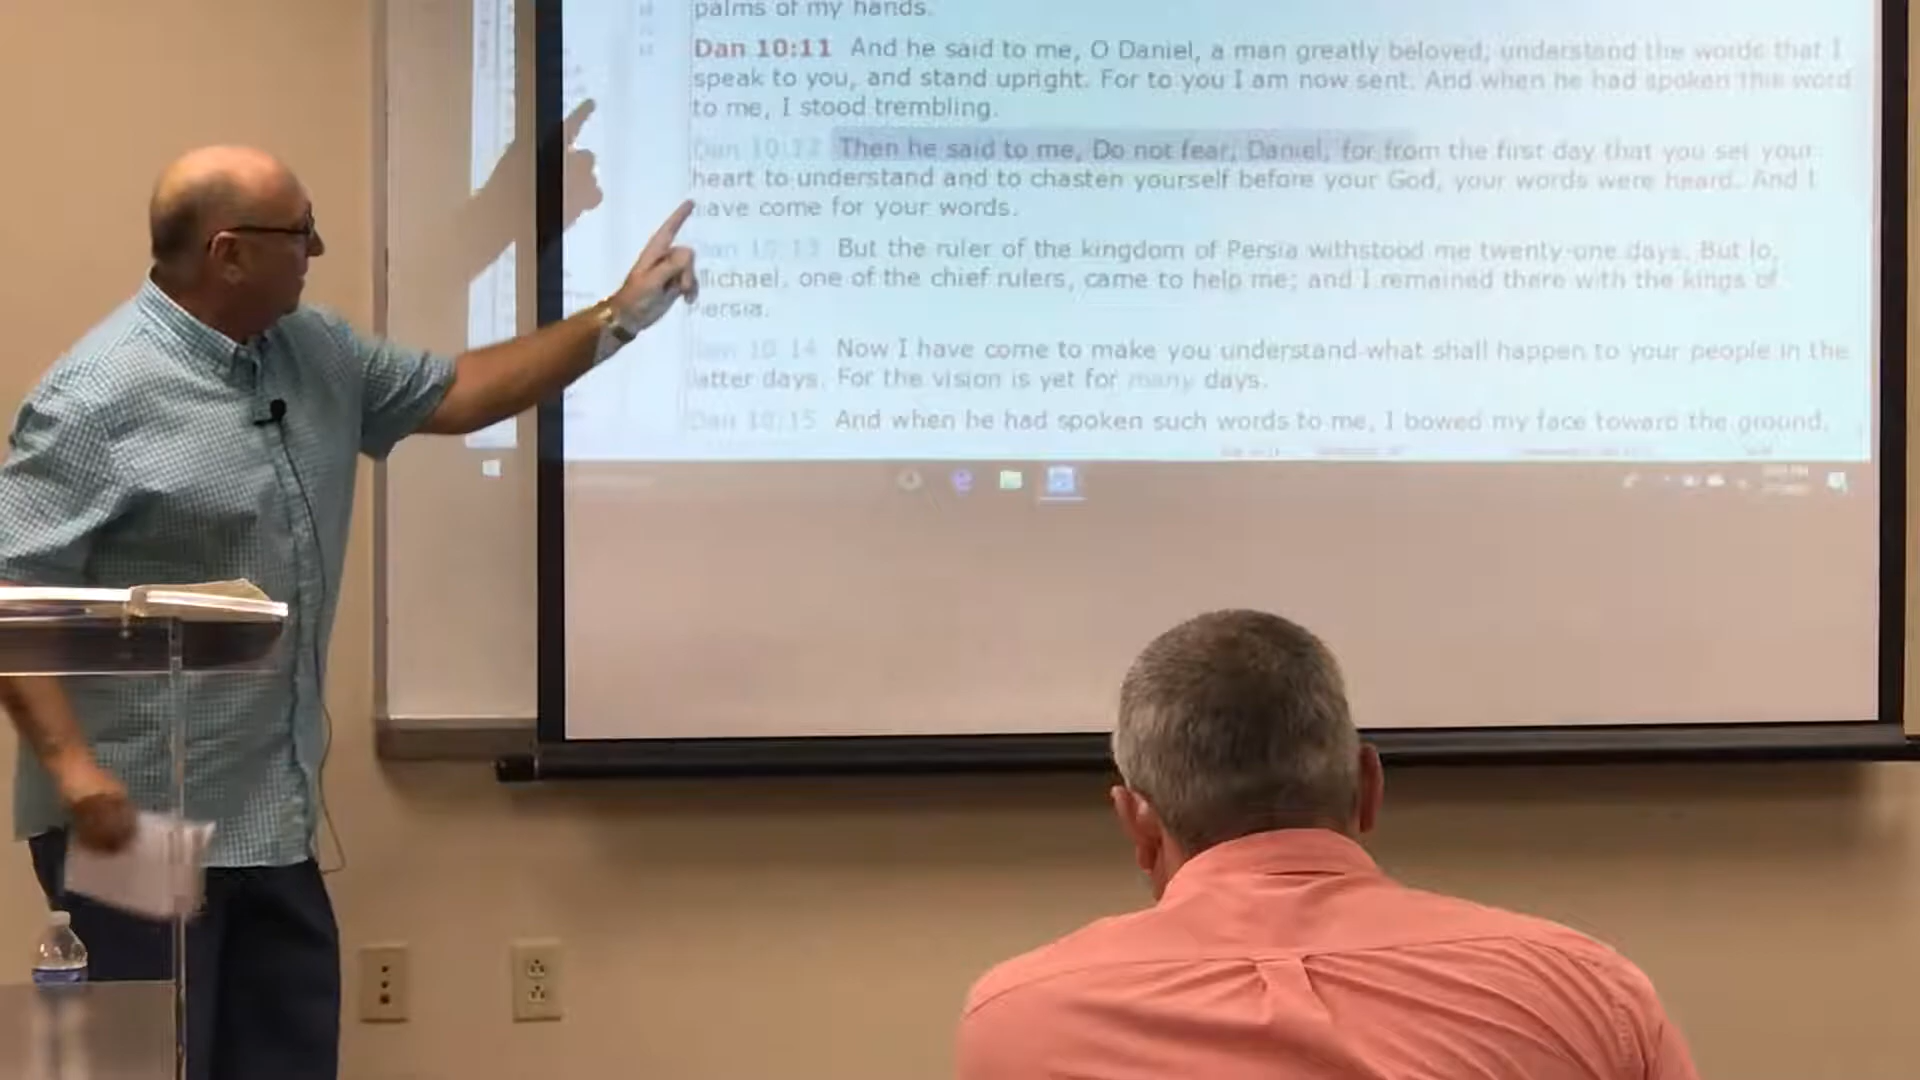 palms of my hands.
Dan 10:11 And he said to me, O Daniel, a man greatly beloved, understand the words that I
speak to you, and stand upright. For to you I am now sent. And when he had spoken this word
to me, I stood trembling.
Dan 10:12 Then he said to me, Do not fear, Daniel, for from the first day that you set your
heart to understand and to chasten yourself before your God, your words were heard. And I
have come for your words.
Dan 10:13 But the ruler of the kingdom of Persia withstood me twenty-one days. But lo,
Michael, one of the chief rulers, came to help me; and I remained there with the kings of
Persia.
Dan 10:14 Now I have come to make you understand what shall happen to your people in the
latter days. For the vision is yet for many days.
Dan 10:15 And when he had spoken such words to me, I bowed my face toward the ground,